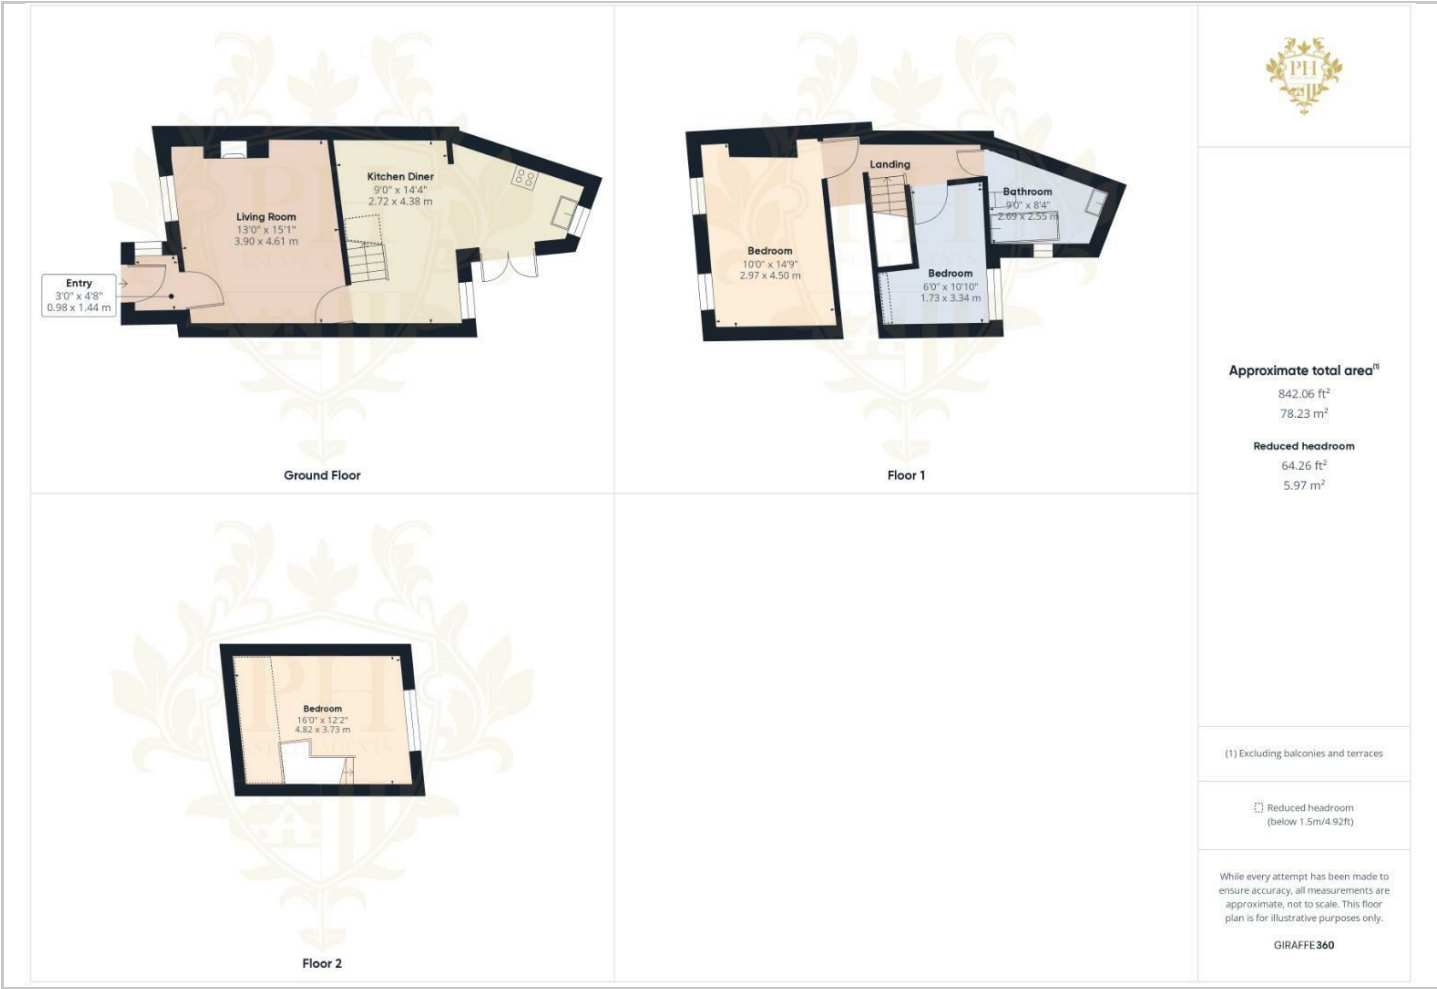 Kitchen Diner
9'0" x 14'4"
2.72 x 4.38 m
Living Room
13'0" x 15'1"
3.90 x 4.61 m
Entry
3'0" x 4'8"
0.98 x 1.44 m
Ground Floor
Landing
Bathroom
9'0" x 8'4"
2.69 x 2.55 m
Bedroom
10'0" x 14'9"
2.97 x 4.50 m
Bedroom
6'0" x 10'10"
1.73 x 3.34 m
Floor 1
Bedroom
16'0" x 12'2"
4.82 x 3.73 m
Floor 2
PH
Approximate total area(1)
842.06 ft²
78.23 m²
Reduced headroom
64.26 ft²
5.97 m²
(1) Excluding balconies and terraces
Reduced headroom
(below 1.5m/4.92ft)
While every attempt has been made to
ensure accuracy, all measurements are
approximate, not to scale. This floor
plan is for illustrative purposes only.
GIRAFFE360